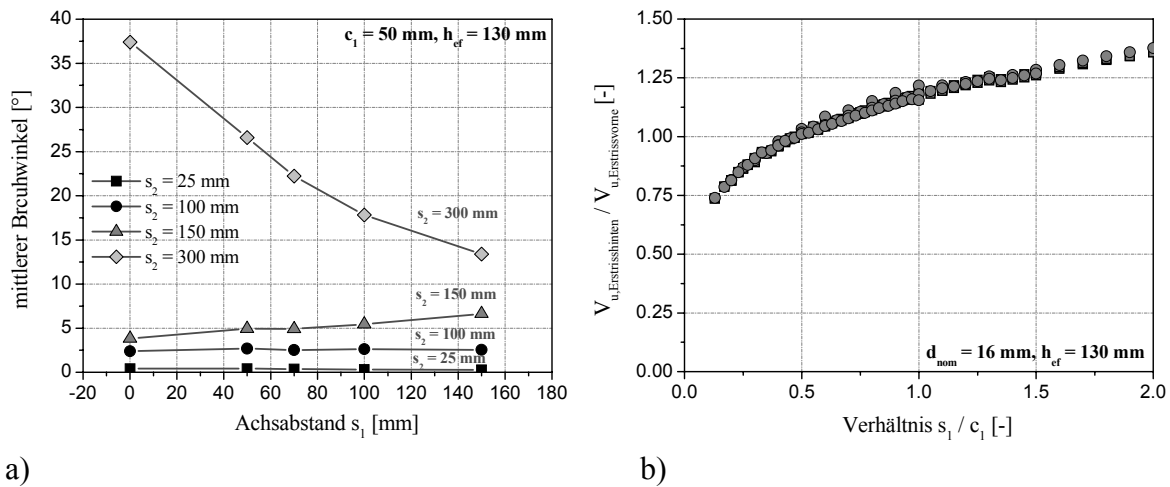 40
35
30
25
20
15
10
5
0
mittlerer Brcuhwinkel [°]
c1 = 50 mm, hef = 130 mm
s2 = 25 mm
s2 = 100 mm
s2 = 150 mm
s2 = 300 mm
s2 = 300 mm
s2 = 150 mm
s2 = 100 mm
s2 = 25 mm
-20 0 20 40 60 80 100 120 140 160 180
Achsabstand s1 [mm]
a)
1.50
1.25
1.00
0.75
0.50
0.25
0.00
Vu,Erstrisshinten / Vu,Erstrissvorne [-]
dnom = 16 mm, hef = 130 mm
0.0 0.5 1.0 1.5 2.0
Verhältnis s1 / c1 [-]
b)